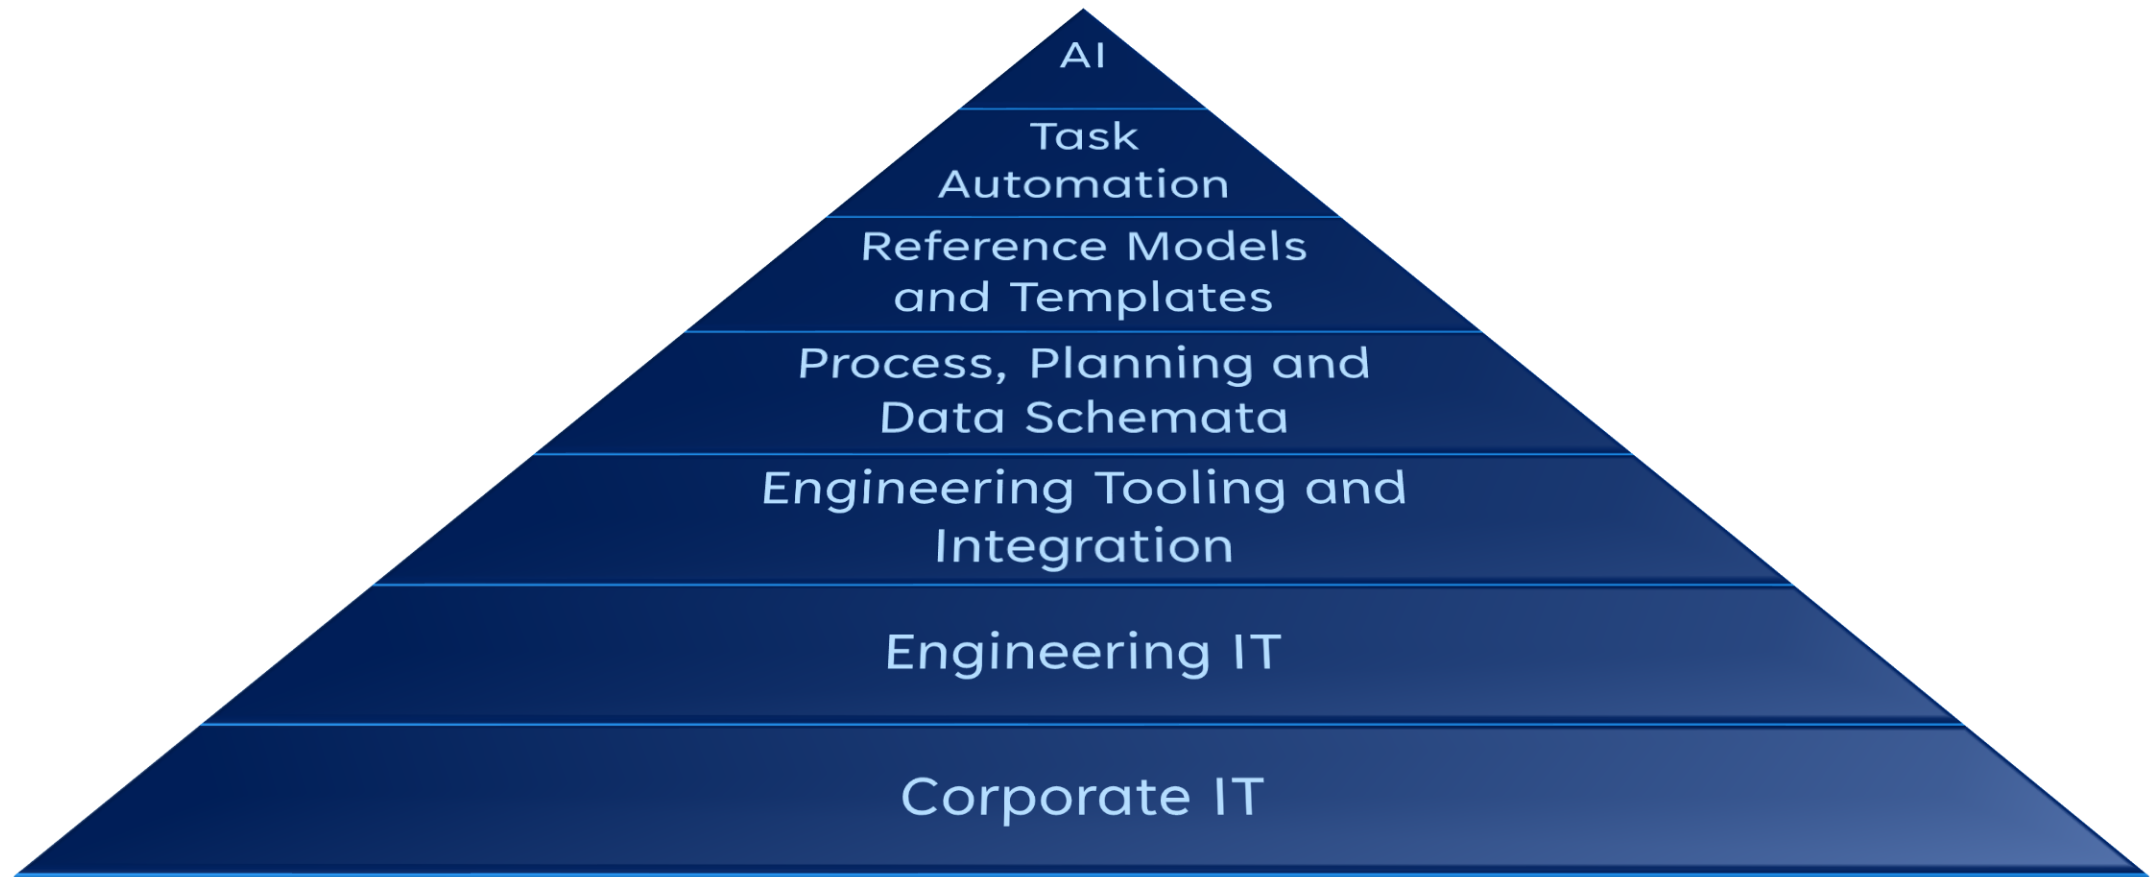 AI
Task
Automation
Reference Models
and Templates
Process, Planning and
Data Schemata
Engineering Tooling and
Integration
Engineering IT
Corporate IT